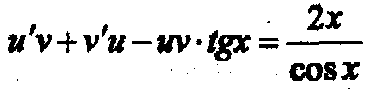 u'v + v'u − uv · tgx = 2x / cos x